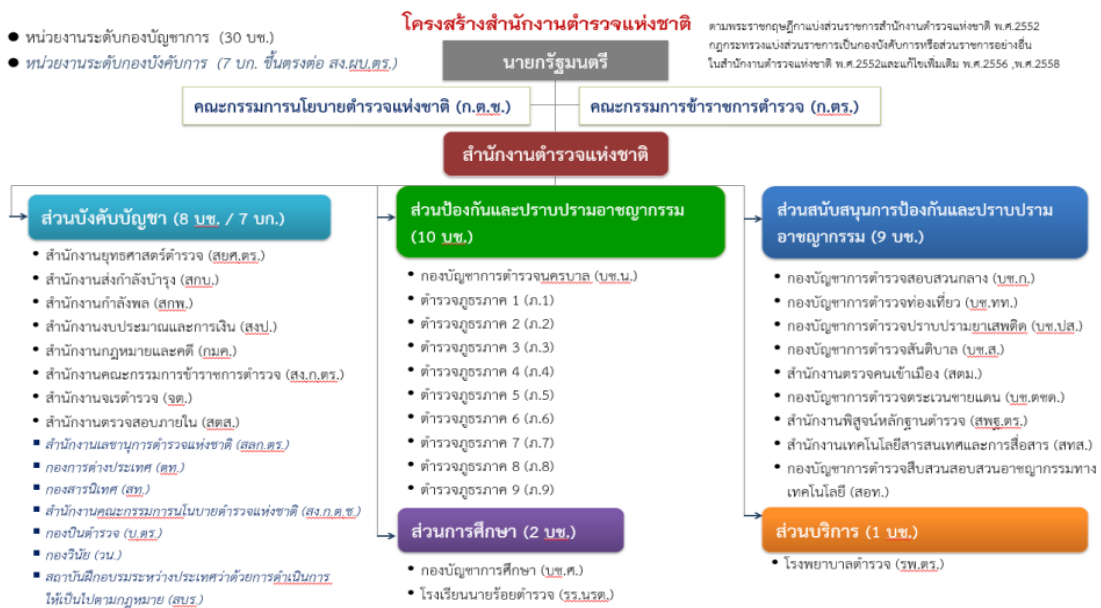 โครงสร้างสำนักงานตำรวจแห่งชาติ
● หน่วยงานระดับกองบัญชาการ (30 บช.)
● หน่วยงานระดับกองบังคับการ (7 บก. ขึ้นตรงต่อ สง.ผบ.ตร.)
ตามพระราชกฤษฎีกาแบ่งส่วนราชการสำนักงานตำรวจแห่งชาติ พ.ศ.2552
กฎกระทรวงแบ่งส่วนราชการเป็นกองบังคับการหรือส่วนราชการอย่างอื่น
ในสำนักงานตำรวจแห่งชาติ พ.ศ.2552และแก้ไขเพิ่มเติม พ.ศ.2556 ,พ.ศ.2558
นายกรัฐมนตรี
คณะกรรมการนโยบายตำรวจแห่งชาติ (ก.ต.ช.)
คณะกรรมการข้าราชการตำรวจ (ก.ตร.)
สำนักงานตำรวจแห่งชาติ
ส่วนบังคับบัญชา (8 บช. / 7 บก.)
• สำนักงานยุทธศาสตร์ตำรวจ (สยศ.ตร.)
• สำนักงานส่งกำลังบำรุง (สกบ.)
• สำนักงานกำลังพล (สกพ.)
• สำนักงานงบประมาณและการเงิน (สงป.)
• สำนักงานกฎหมายและคดี (กมค.)
• สำนักงานคณะกรรมการข้าราชการตำรวจ (สง.ก.ตร.)
• สำนักงานจเรตำรวจ (จต.)
• สำนักงานตรวจสอบภายใน (สตส.)
▪ สำนักงานเลขานุการตำรวจแห่งชาติ (สลก.ตร.)
▪ กองการต่างประเทศ (ตท.)
▪ กองสารนิเทศ (สท.)
▪ สำนักงานคณะกรรมการนโนบายตำรวจแห่งชาติ (สง.ก.ต.ช.)
▪ กองบินตำรวจ (บ.ตร.)
▪ กองวินัย (วน.)
▪ สถาบันฝึกอบรมระหว่างประเทศว่าด้วยการดำเนินการ
ให้เป็นไปตามกฎหมาย (สบร.)
ส่วนป้องกันและปราบปรามอาชญากรรม
(10 บช.)
• กองบัญชาการตำรวจนครบาล (บช.น.)
• ตำรวจภูธรภาค 1 (ภ.1)
• ตำรวจภูธรภาค 2 (ภ.2)
• ตำรวจภูธรภาค 3 (ภ.3)
• ตำรวจภูธรภาค 4 (ภ.4)
• ตำรวจภูธรภาค 5 (ภ.5)
• ตำรวจภูธรภาค 6 (ภ.6)
• ตำรวจภูธรภาค 7 (ภ.7)
• ตำรวจภูธรภาค 8 (ภ.8)
• ตำรวจภูธรภาค 9 (ภ.9)
ส่วนการศึกษา (2 บช.)
• กองบัญชาการศึกษา (บช.ศ.)
• โรงเรียนนายร้อยตำรวจ (รร.นรต.)
ส่วนสนับสนุนการป้องกันและปราบปราม
อาชญากรรม (9 บช.)
• กองบัญชาการตำรวจสอบสวนกลาง (บช.ก.)
• กองบัญชาการตำรวจท่องเที่ยว (บช.ทท.)
• กองบัญชาการตำรวจปราบปรามยาเสพติด (บช.ปส.)
• กองบัญชาการตำรวจสันติบาล (บช.ส.)
• สำนักงานตรวจคนเข้าเมือง (สตม.)
• กองบัญชาการตำรวจตระเวนชายแดน (บช.ตชด.)
• สำนักงานพิสูจน์หลักฐานตำรวจ (สพฐ.ตร.)
• สำนักงานเทคโนโลยีสารสนเทศและการสื่อสาร (สทส.)
• กองบัญชาการตำรวจสืบสวนสอบสวนอาชญากรรมทาง
เทคโนโลยี (สอท.)
ส่วนบริการ (1 บช.)
• โรงพยาบาลตำรวจ (รพ.ตร.)